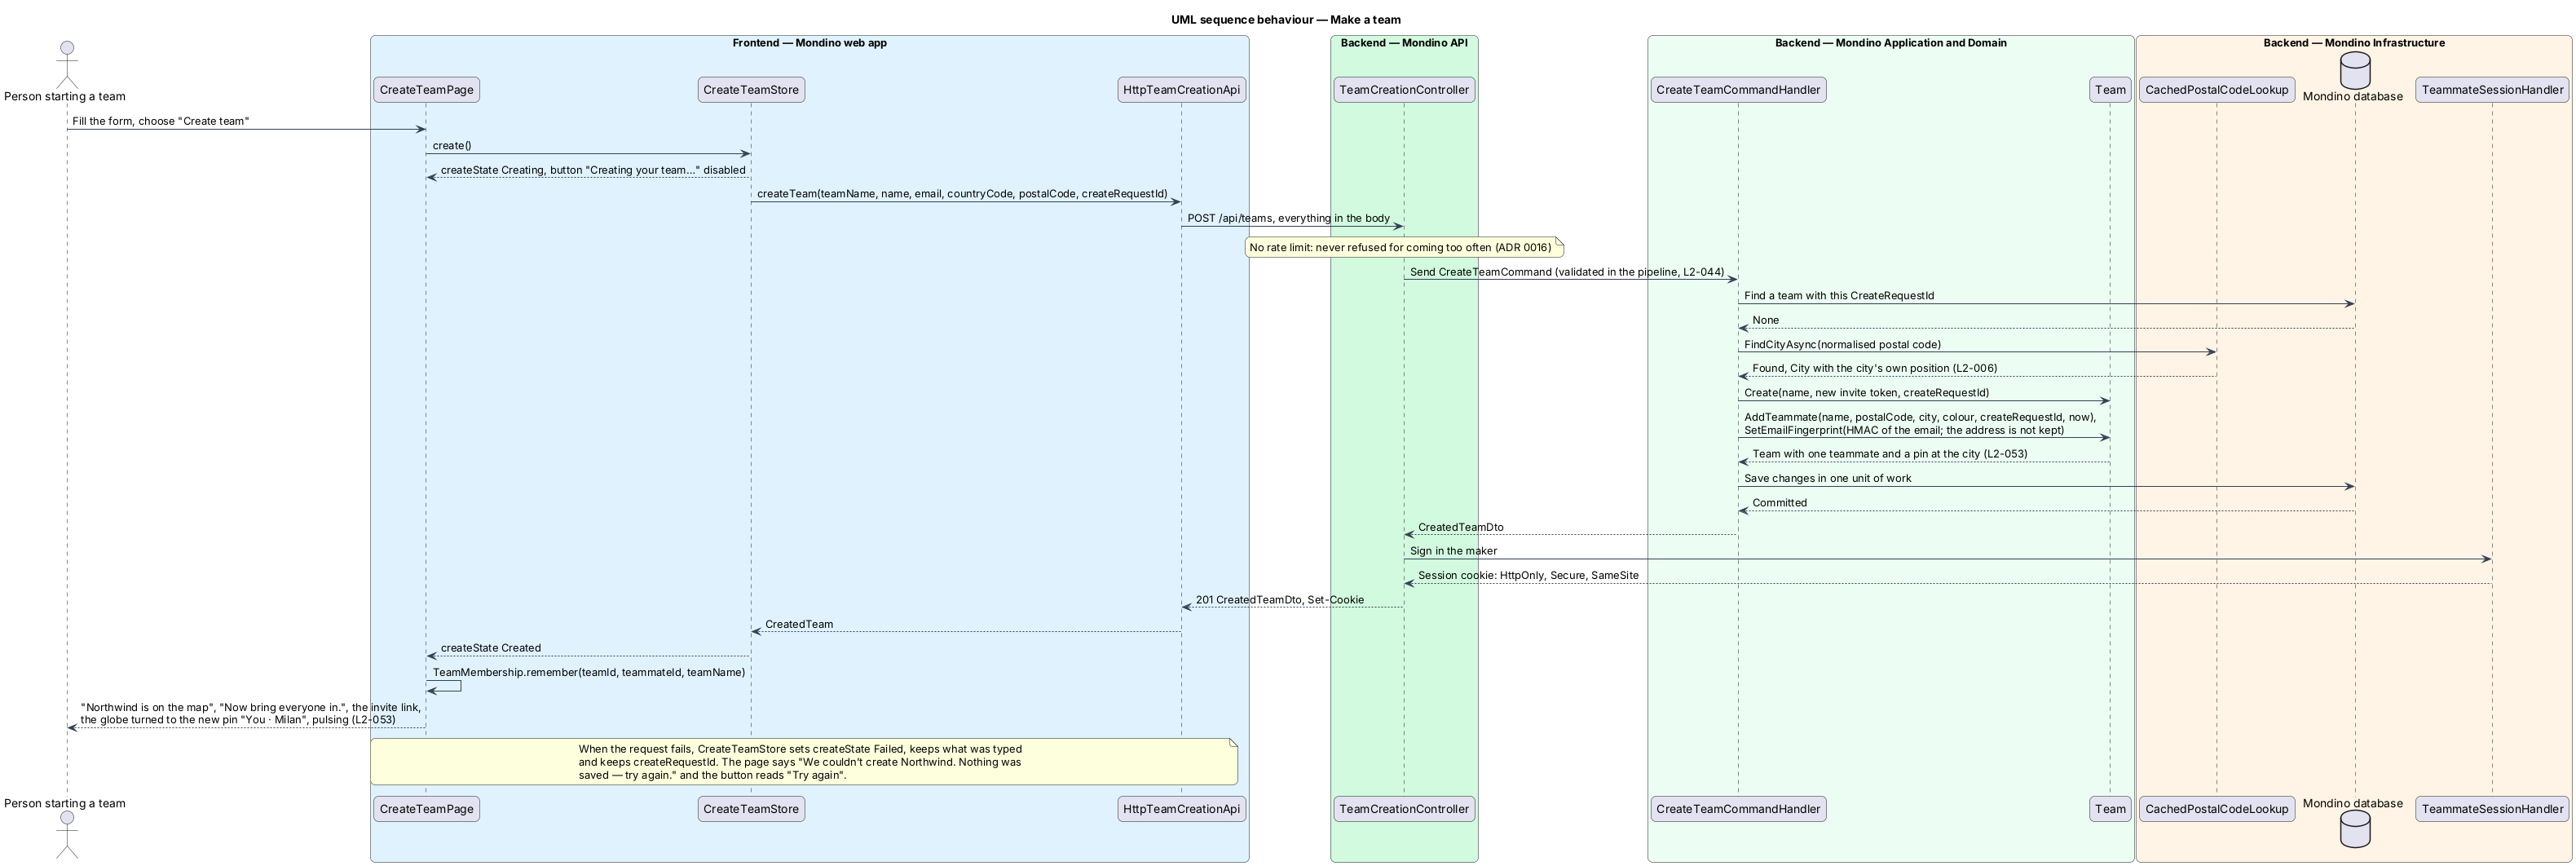 UML sequence behaviour — Make a team
Frontend — Mondino web app
Backend — Mondino API
Backend — Mondino Application and Domain
Backend — Mondino Infrastructure
Person starting a team
CreateTeamPage
CreateTeamStore
HttpTeamCreationApi
TeamCreationController
CreateTeamCommandHandler
Team
CachedPostalCodeLookup
Mondino database
TeammateSessionHandler
Fill the form, choose "Create team"
create()
createState Creating, button "Creating your team…" disabled
createTeam(teamName, name, email, countryCode, postalCode, createRequestId)
POST /api/teams, everything in the body
No rate limit: never refused for coming too often (ADR 0016)
Send CreateTeamCommand (validated in the pipeline, L2-044)
Find a team with this CreateRequestId
None
FindCityAsync(normalised postal code)
Found, City with the city's own position (L2-006)
Create(name, new invite token, createRequestId)
AddTeammate(name, postalCode, city, colour, createRequestId, now),
SetEmailFingerprint(HMAC of the email; the address is not kept)
Team with one teammate and a pin at the city (L2-053)
Save changes in one unit of work
Committed
CreatedTeamDto
Sign in the maker
Session cookie: HttpOnly, Secure, SameSite
201 CreatedTeamDto, Set-Cookie
CreatedTeam
createState Created
TeamMembership.remember(teamId, teammateId, teamName)
"Northwind is on the map", "Now bring everyone in.", the invite link,
the globe turned to the new pin "You · Milan", pulsing (L2-053)
When the request fails, CreateTeamStore sets createState Failed, keeps what was typed
and keeps createRequestId. The page says "We couldn't create Northwind. Nothing was
saved — try again." and the button reads "Try again".
Person starting a team
CreateTeamPage
CreateTeamStore
HttpTeamCreationApi
TeamCreationController
CreateTeamCommandHandler
Team
CachedPostalCodeLookup
Mondino database
TeammateSessionHandler